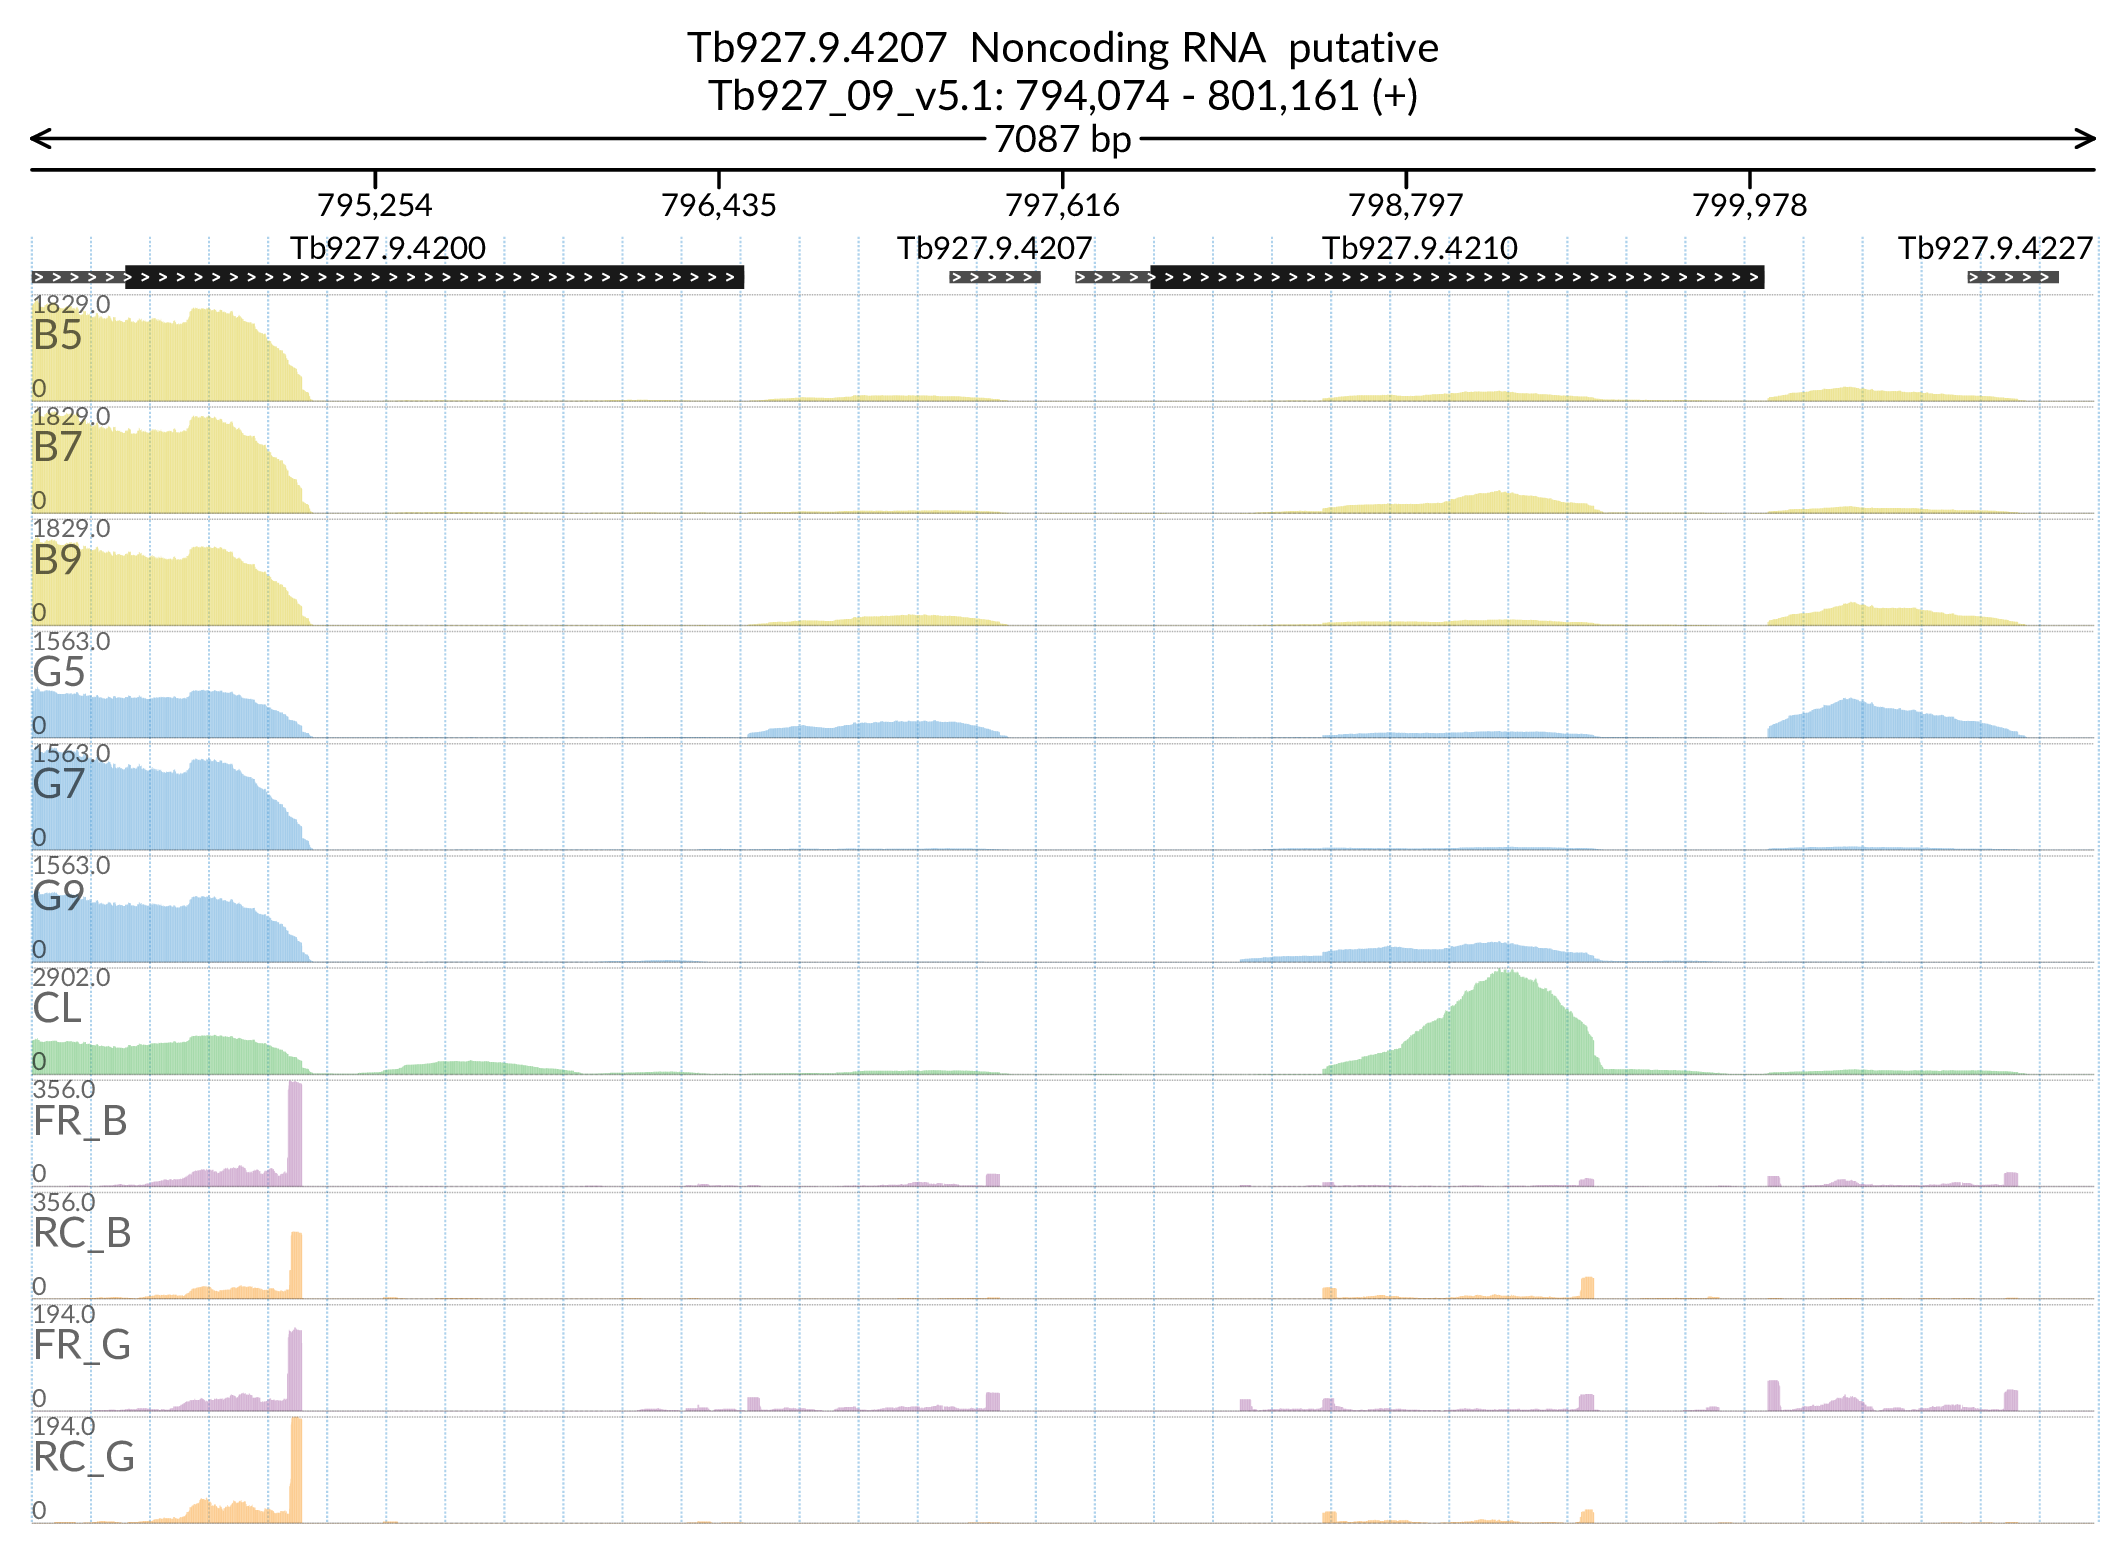 Tb927.9.4207 Noncoding RNA putative
Tb927_09_v5.1: 794,074 - 801,161 (+)
7087 bp
795,254 796,435 797,616 798,797 799,978
Tb927.9.4200 Tb927.9.4207 Tb927.9.4210 Tb927.9.4227
1829.0
B5
0
1829.0
B7
0
1829.0
B9
0
1563.0
G5
0
1563.0
G7
0
1563.0
G9
0
2902.0
CL
0
356.0
FR_B
0
356.0
RC_B
0
194.0
FR_G
0
194.0
RC_G
0